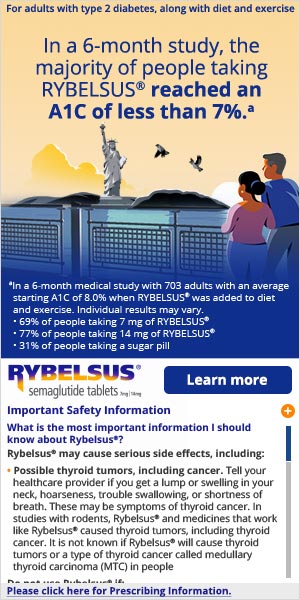 For adults with type 2 diabetes, along with diet and exercise
In a 6-month study, the
majority of people taking
RYBELSUS® reached an
A1C of less than 7%.ᵃ
ᵃIn a 6-month medical study with 703 adults with an average
starting A1C of 8.0% when RYBELSUS® was added to diet
and exercise. Individual results may vary.
• 69% of people taking 7 mg of RYBELSUS®
• 77% of people taking 14 mg of RYBELSUS®
• 31% of people taking a sugar pill
RYBELSUS®
semaglutide tablets 7mg | 14mg
Learn more
Important Safety Information
What is the most important information I should
know about Rybelsus®?
Rybelsus® may cause serious side effects, including:
• Possible thyroid tumors, including cancer. Tell your
healthcare provider if you get a lump or swelling in your
neck, hoarseness, trouble swallowing, or shortness of
breath. These may be symptoms of thyroid cancer. In
studies with rodents, Rybelsus® and medicines that work
like Rybelsus® caused thyroid tumors, including thyroid
cancer. It is not known if Rybelsus® will cause thyroid
tumors or a type of thyroid cancer called medullary
thyroid carcinoma (MTC) in people
Do not use Rybelsus® if:
Please click here for Prescribing Information.